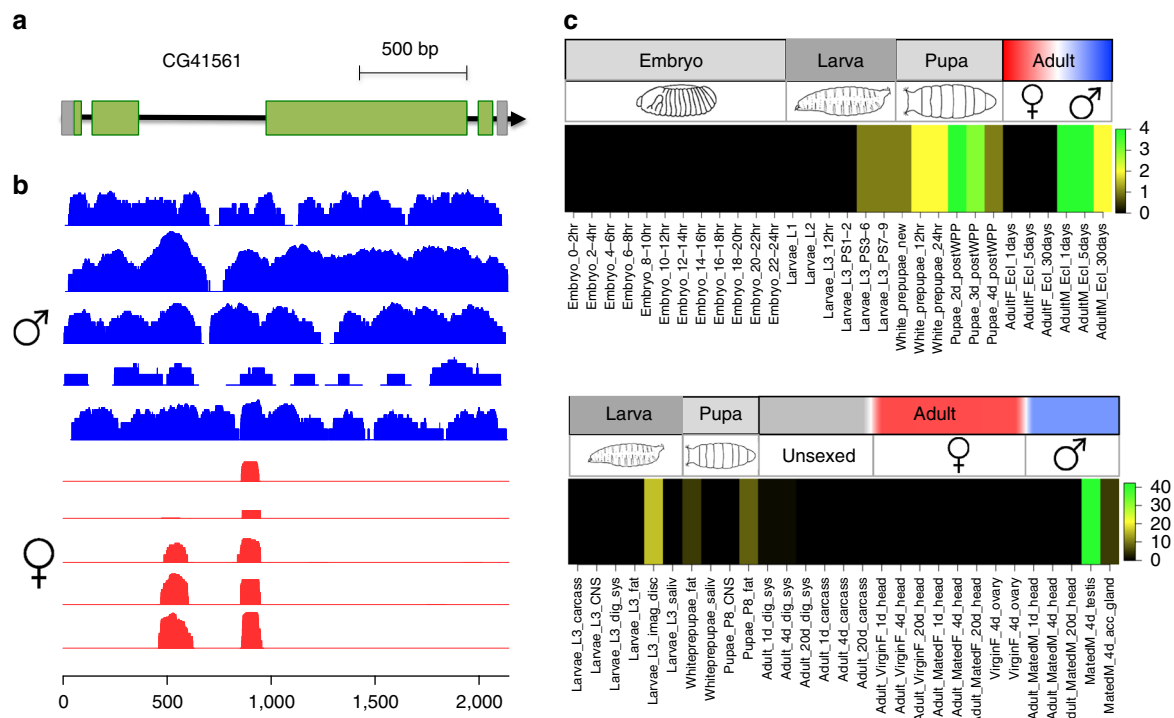 a
CG41561
500 bp
b
♂
♀
0
500
1,000
1,500
2,000
c
Embryo
Larva
Pupa
Adult
♀
♂
4
3
2
1
0
Embryo_0–2hr
Embryo_2–4hr
Embryo_4–6hr
Embryo_6–8hr
Embryo_8–10hr
Embryo_10–12hr
Embryo_12–14hr
Embryo_14–16hr
Embryo_16–18hr
Embryo_18–20hr
Embryo_20–22hr
Embryo_22–24hr
Larvae_L1
Larvae_L2
Larvae_L3_12hr
Larvae_L3_PS1–2
Larvae_L3_PS3–6
Larvae_L3_PS7–9
White_prepupae_new
White_prepupae_12hr
White_prepupae_24hr
Pupae_2d_postWPP
Pupae_3d_postWPP
Pupae_4d_postWPP
AdultF_Ecl_1days
AdultF_Ecl_5days
AdultF_Ecl_30days
AdultM_Ecl_1days
AdultM_Ecl_5days
AdultM_Ecl_30days
Larva
Pupa
Adult
Unsexed
♀
♂
40
30
20
10
0
Larvae_L3_carcass
Larvae_L3_CNS
Larvae_L3_dig_sys
Larvae_L3_fat
Larvae_L3_imag_disc
Larvae_L3_saliv
Whiteprepupae_fat
Whiteprepupae_saliv
Pupae_P8_CNS
Pupae_P8_fat
Adult_1d_dig_sys
Adult_4d_dig_sys
Adult_20d_dig_sys
Adult_1d_carcass
Adult_4d_carcass
Adult_20d_carcass
Adult_VirginF_1d_head
Adult_VirginF_4d_head
Adult_VirginF_20d_head
Adult_MatedF_1d_head
Adult_MatedF_4d_head
Adult_MatedF_20d_head
VirginF_4d_ovary
VirginF_4d_ovary
Adult_MatedM_1d_head
Adult_MatedM_4d_head
Adult_MatedM_20d_head
MatedM_4d_testis
MatedM_4d_acc_gland